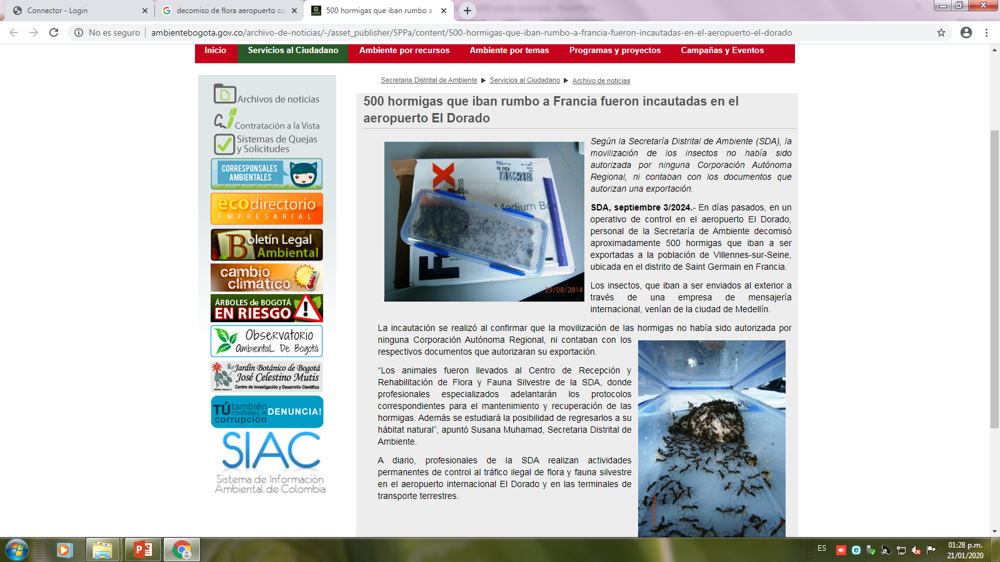 Connector - Login
decomiso de flora aeropuerto co
500 hormigas que iban rumbo a
No es seguro
ambientebogota.gov.co/archivo-de-noticias/-/asset_publisher/5PPa/content/500-hormigas-que-iban-rumbo-a-francia-fueron-incautadas-en-el-aeropuerto-el-dorado
Inicio
Servicios al Ciudadano
Ambiente por recursos
Ambiente por temas
Programas y proyectos
Campañas y Eventos
Archivos de noticias
Contratación a la Vista
Sistemas de Quejas
y Solicitudes
CORRESPONSALES
AMBIENTALES
ecodirectorio
EMPRESARIAL
Boletín Legal
Ambiental
cambio
climático
ÁRBOLES de BOGOTÁ
EN RIESGO
Observatorio
Ambiental De Bogotá
Jardín Botánico de Bogotá
José Celestino Mutis
Centro de Investigación y Desarrollo Científico
TÚ también
combates la
corrupción
DENUNCIA!
SIAC
Sistema de Información
Ambiental de Colombia
Secretaria Distrital de Ambiente
Servicios al Ciudadano
Archivo de noticias
500 hormigas que iban rumbo a Francia fueron incautadas en el
aeropuerto El Dorado
Medium Box
29/08/2014
Según la Secretaría Distrital de Ambiente (SDA), la
movilización de los insectos no había sido
autorizada por ninguna Corporación Autónoma
Regional, ni contaban con los documentos que
autorizan una exportación.
SDA, septiembre 3/2024.- En días pasados, en un
operativo de control en el aeropuerto El Dorado,
personal de la Secretaría de Ambiente decomisó
aproximadamente 500 hormigas que iban a ser
exportadas a la población de Villennes-sur-Seine,
ubicada en el distrito de Saint Germain en Francia.
Los insectos, que iban a ser enviados al exterior a
través de una empresa de mensajería
internacional, venían de la ciudad de Medellín.
La incautación se realizó al confirmar que la movilización de las hormigas no había sido autorizada por
ninguna Corporación Autónoma Regional, ni contaban con los
respectivos documentos que autorizaran su exportación.
“Los animales fueron llevados al Centro de Recepción y
Rehabilitación de Flora y Fauna Silvestre de la SDA, donde
profesionales especializados adelantarán los protocolos
correspondientes para el mantenimiento y recuperación de las
hormigas. Además se estudiará la posibilidad de regresarlos a su
hábitat natural”, apuntó Susana Muhamad, Secretaria Distrital de
Ambiente.
A diario, profesionales de la SDA realizan actividades
permanentes de control al tráfico ilegal de flora y fauna silvestre
en el aeropuerto internacional El Dorado y en las terminales de
transporte terrestres.
ES
01:28 p.m.
21/01/2020